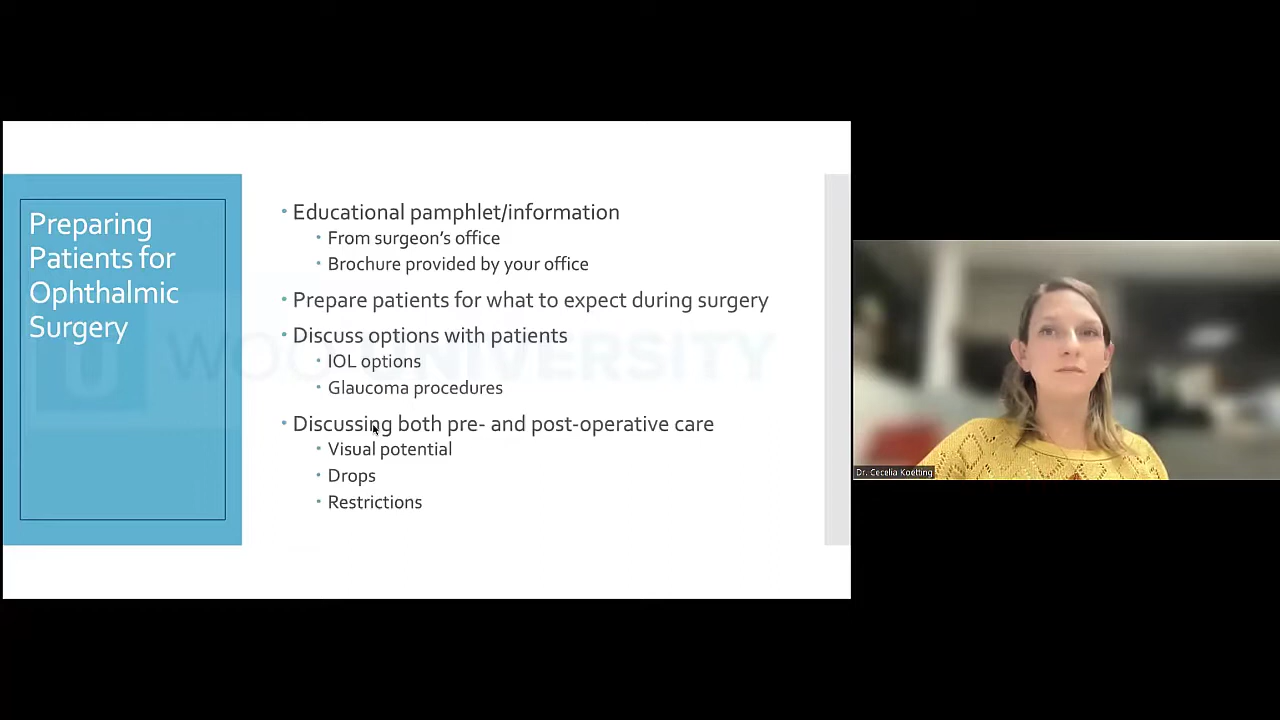 Preparing
Patients for
Ophthalmic
Surgery
• Educational pamphlet/information
• From surgeon's office
• Brochure provided by your office
• Prepare patients for what to expect during surgery
• Discuss options with patients
• IOL options
• Glaucoma procedures
• Discussing both pre- and post-operative care
• Visual potential
• Drops
• Restrictions
WOO UNIVERSITY
Dr. Cecelia Koetting